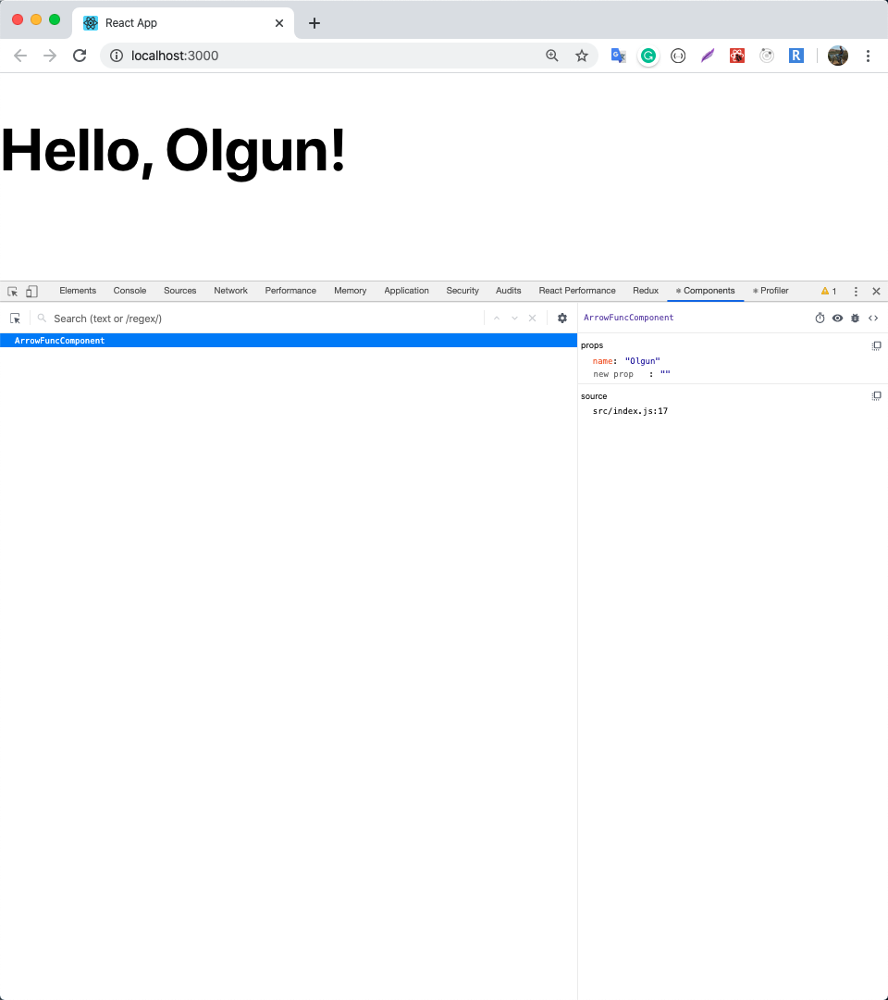 React App
localhost:3000
R
Hello, Olgun!
Elements Console Sources Network Performance Memory Application Security Audits React Performance Redux Components Profiler 1
Search (text or /regex/)
ArrowFuncComponent
ArrowFuncComponent
props
name: "Olgun"
new prop : ""
source
src/index.js:17